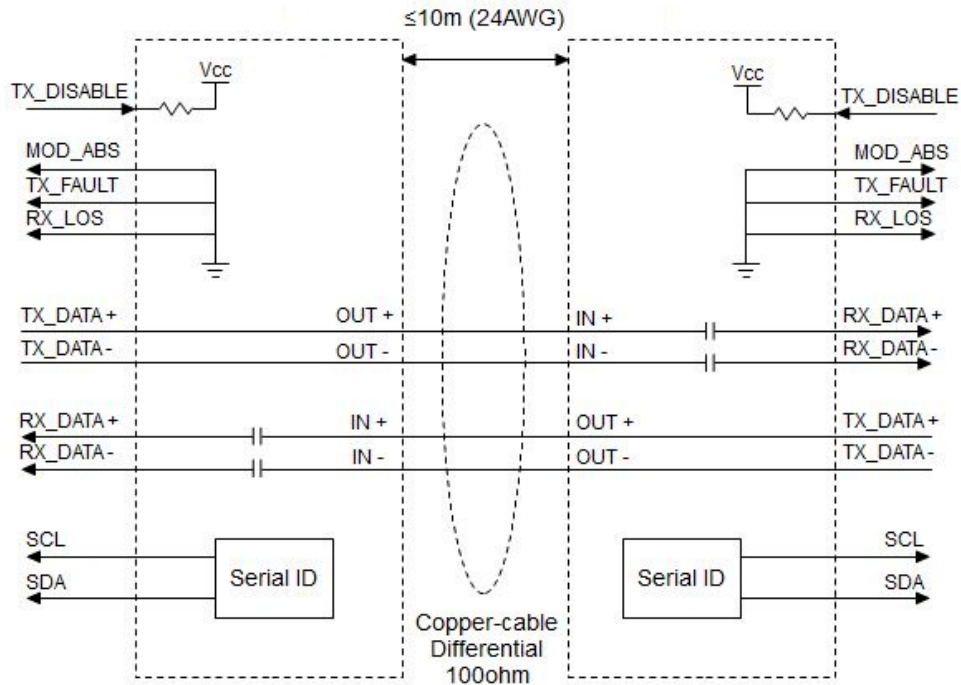 ≤10m (24AWG)
Vcc
Vcc
TX_DISABLE
TX_DISABLE
MOD_ABS
MOD_ABS
TX_FAULT
TX_FAULT
RX_LOS
RX_LOS
TX_DATA+
OUT +
IN +
RX_DATA+
TX_DATA-
OUT -
IN -
RX_DATA-
RX_DATA+
IN +
OUT +
TX_DATA+
RX_DATA-
IN -
OUT -
TX_DATA-
SCL
SCL
Serial ID
Serial ID
SDA
SDA
Copper-cable
Differential
100ohm